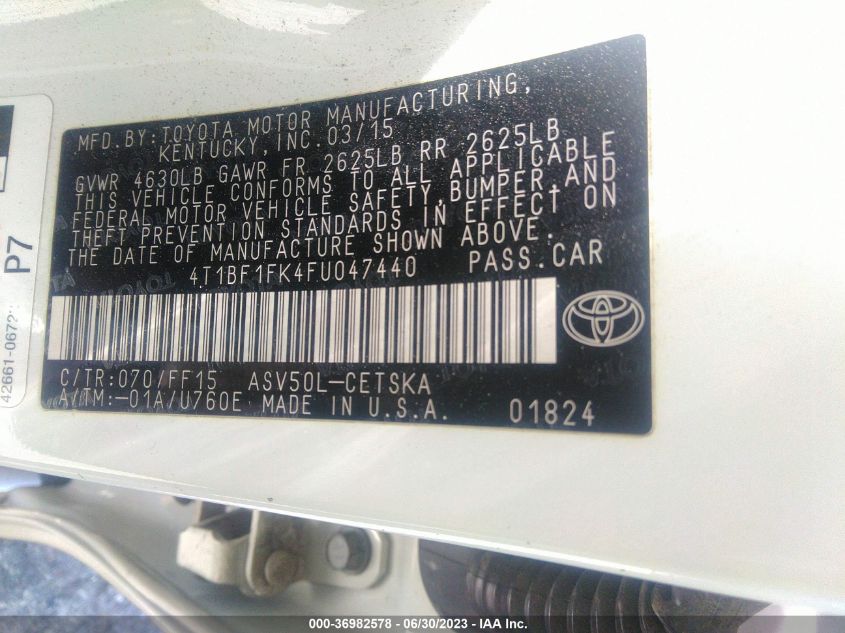 MFD.BY:TOYOTA MOTOR MANUFACTURING,
KENTUCKY, INC. 03/15
GVWR 4630LB GAWR FR 2625LB RR 2625LB
THIS VEHICLE CONFORMS TO ALL APPLICABLE
FEDERAL MOTOR VEHICLE SAFETY, BUMPER, AND
THEFT PREVENTION STANDARDS IN EFFECT ON
THE DATE OF MANUFACTURE SHOWN ABOVE.
4T1BF1FK4FU047440 PASS.CAR
C/TR:070/FF15 ASV50L-CETSKA
A/TM:-01A/U760E MADE IN U.S.A. 01824
P7
000-36982578 - 06/30/2023 - IAA Inc.